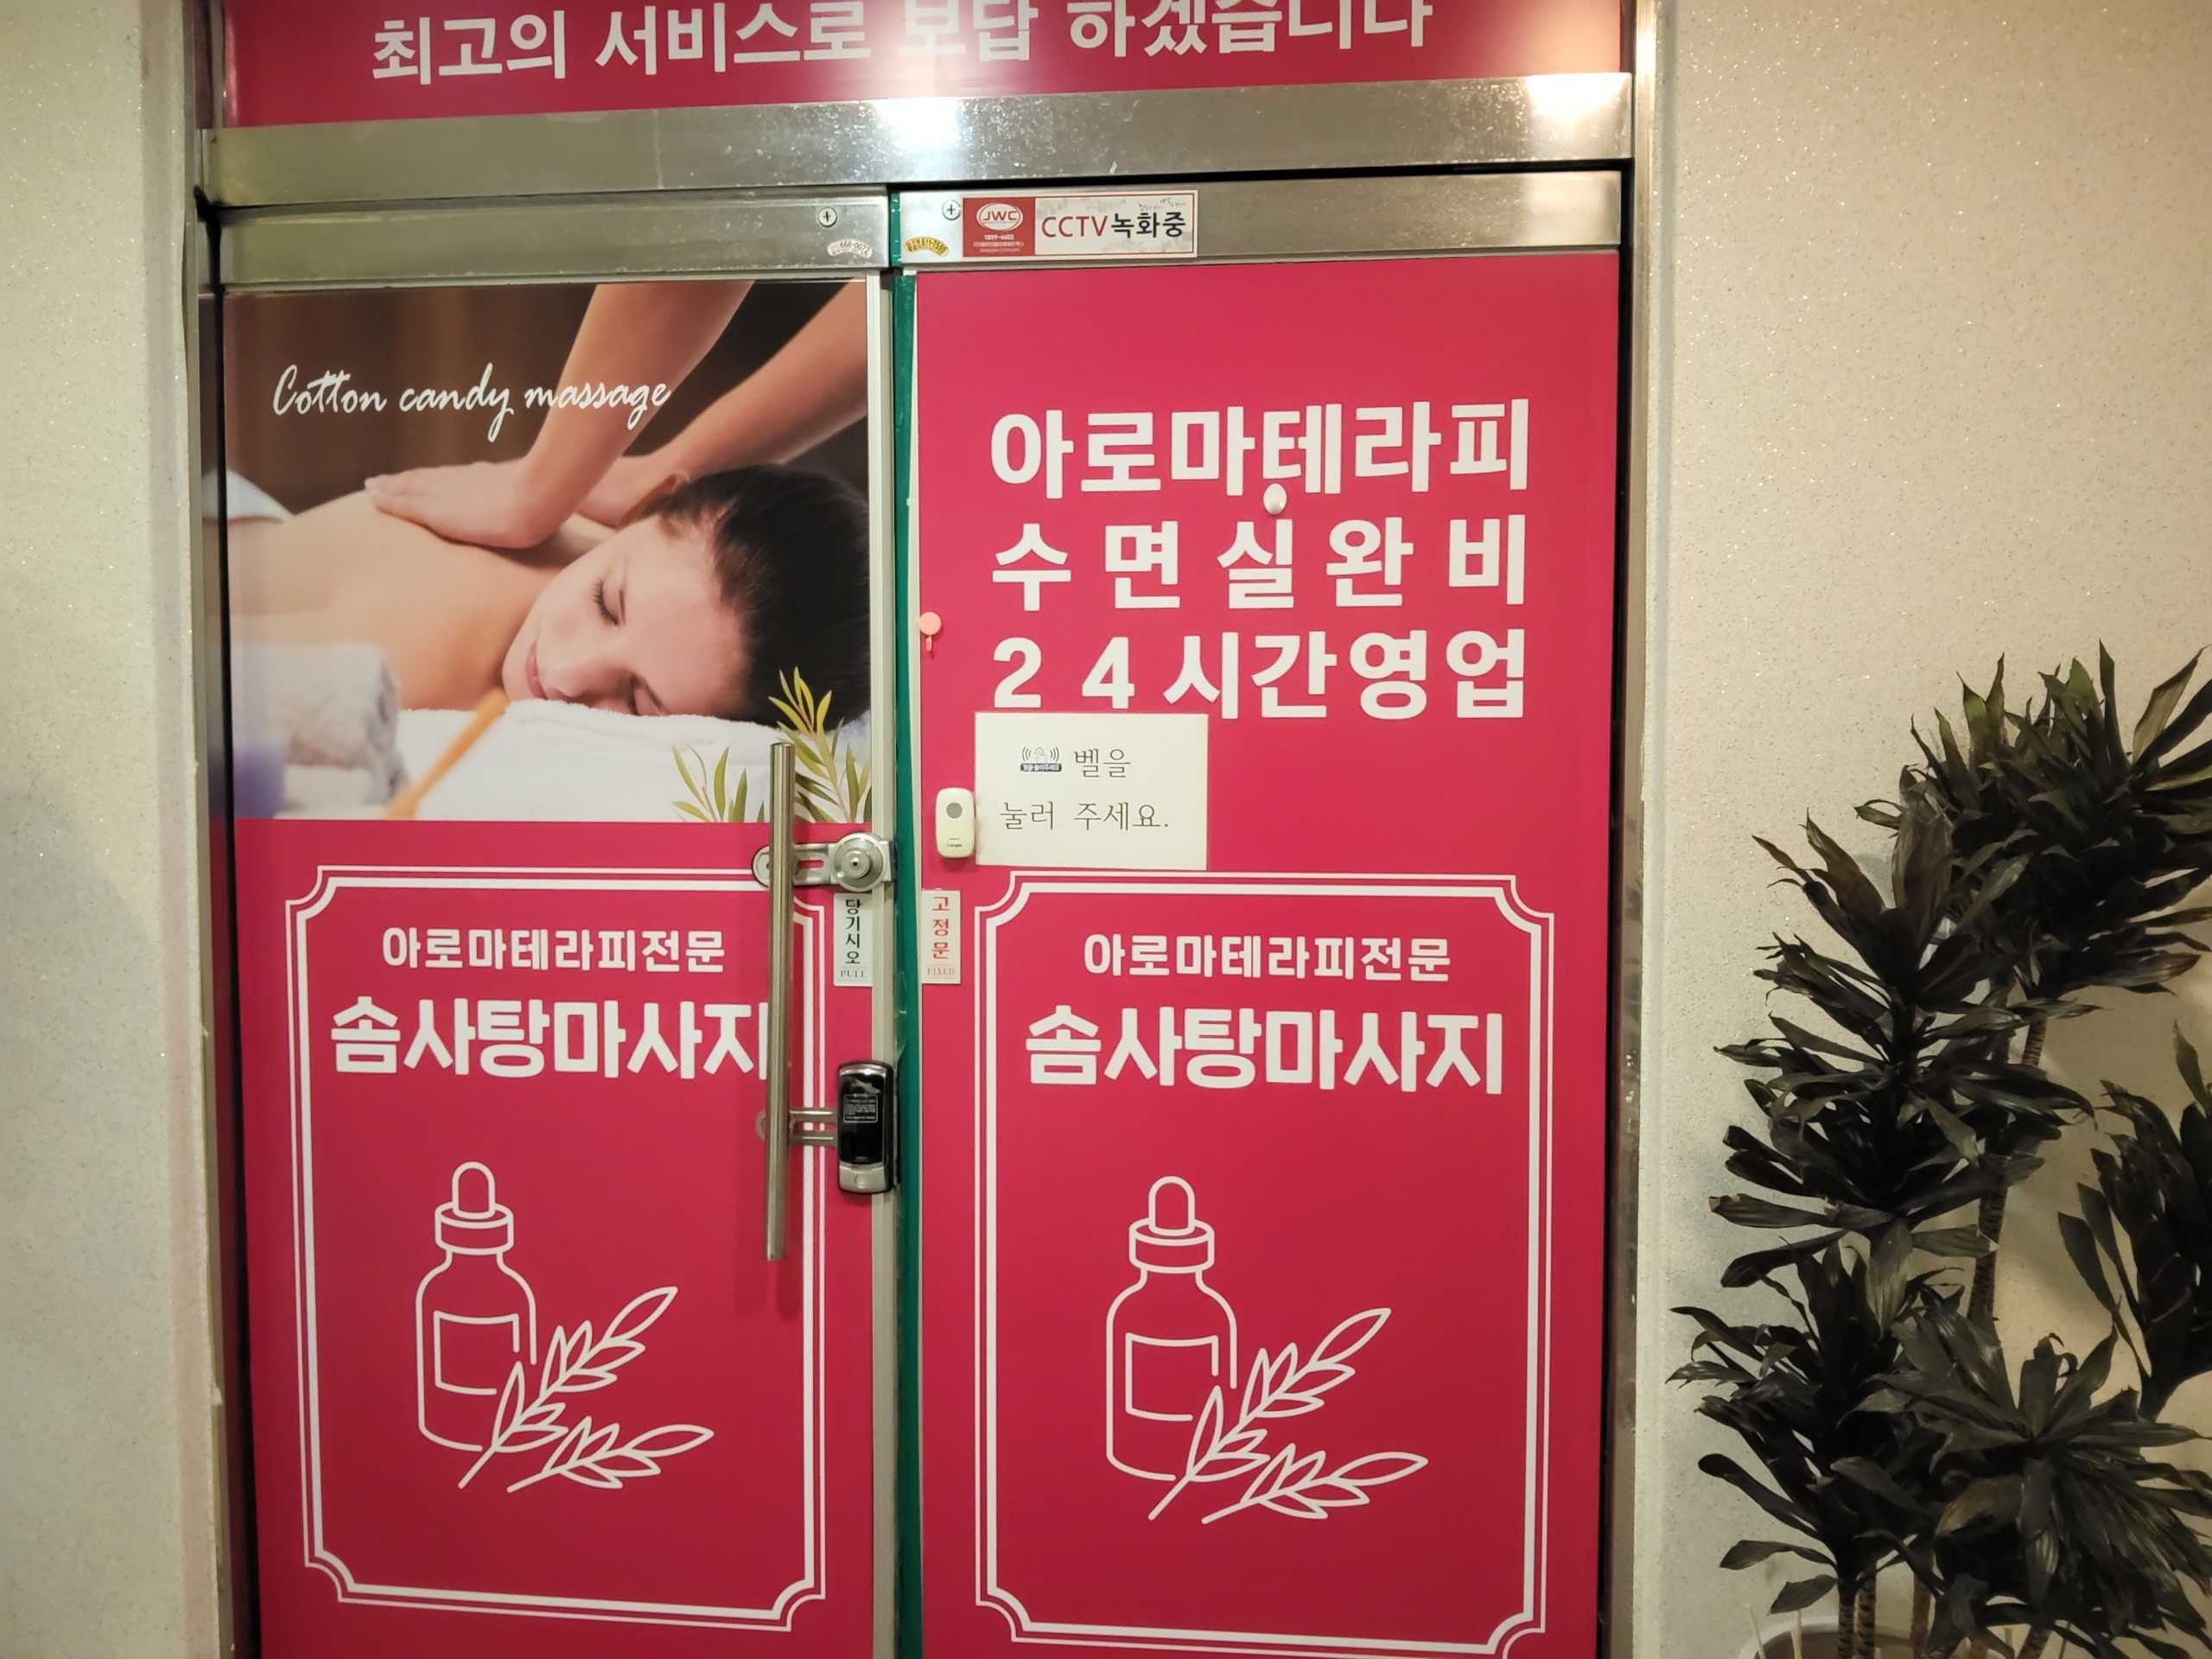 최고의 서비스로 보답 하겠습니다
JWC
CCTV녹화중
Cotton candy massage
아로마테라피
수면실완비
24시간영업
벨을
눌러 주세요.
당기시오
PULL
고정문
FIXED
아로마테라피전문
솜사탕마사지
아로마테라피전문
솜사탕마사지